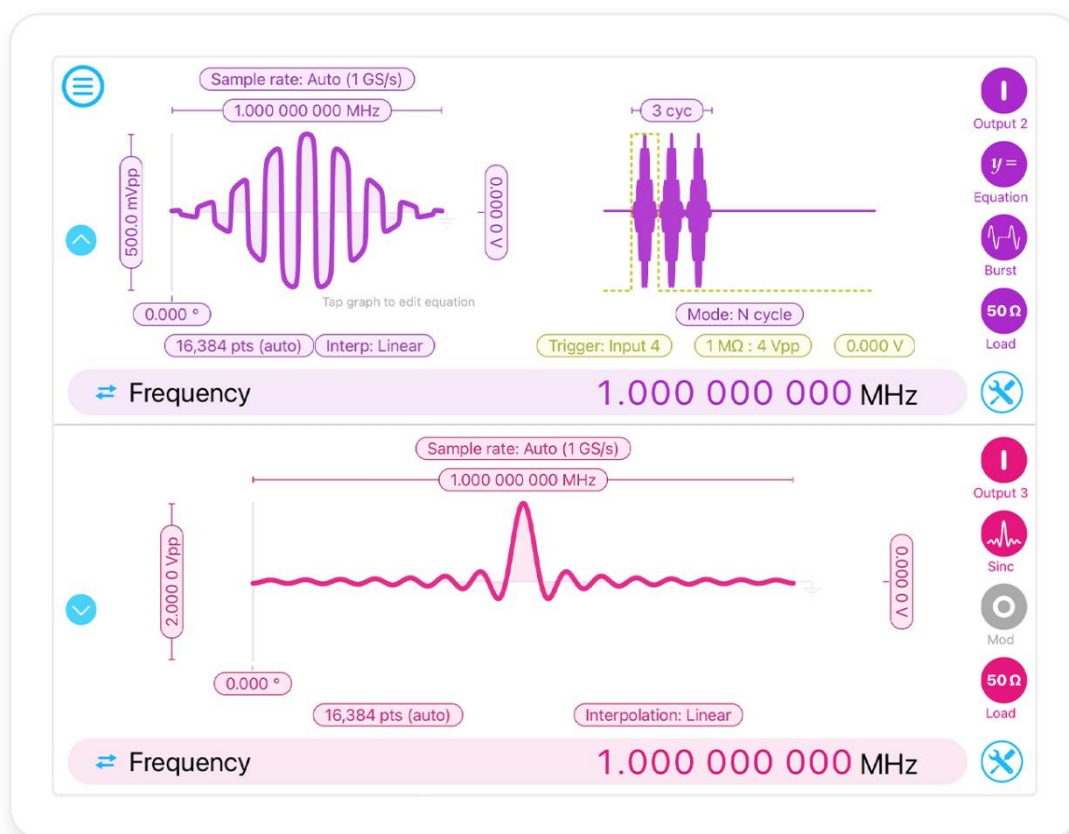 Sample rate: Auto (1 GS/s)
1.000 000 000 MHz
3 cyc
Output 2
500.0 mVpp
0.000 0 V
y=
Equation
Burst
Tap graph to edit equation
0.000 °
Mode: N cycle
50 Ω
Load
16,384 pts (auto)
Interp: Linear
Trigger: Input 4
1 MΩ : 4 Vpp
0.000 V
Frequency
1.000 000 000 MHz
Sample rate: Auto (1 GS/s)
1.000 000 000 MHz
Output 3
2.000 0 Vpp
0.000 0 V
Sinc
Mod
0.000 °
50 Ω
Load
16,384 pts (auto)
Interpolation: Linear
Frequency
1.000 000 000 MHz